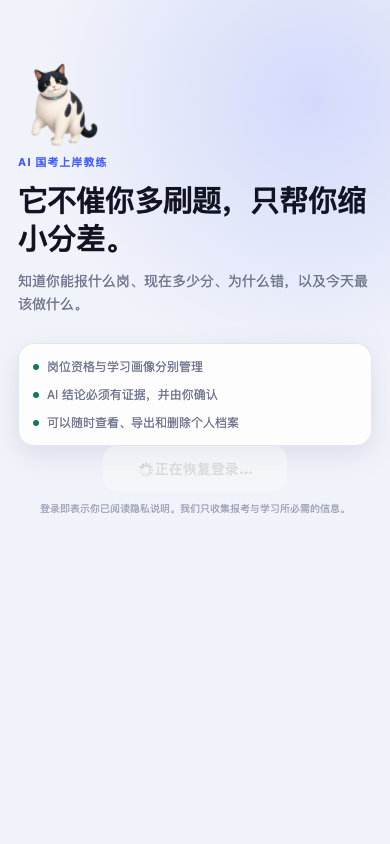 AI 国考上岸教练
它不催你多刷题，只帮你缩
小分差。
知道你能报什么岗、现在多少分、为什么错，以及今天最
该做什么。
岗位资格与学习画像分别管理
AI 结论必须有证据，并由你确认
可以随时查看、导出和删除个人档案
正在恢复登录...
登录即表示你已阅读隐私说明。我们只收集报考与学习所必需的信息。